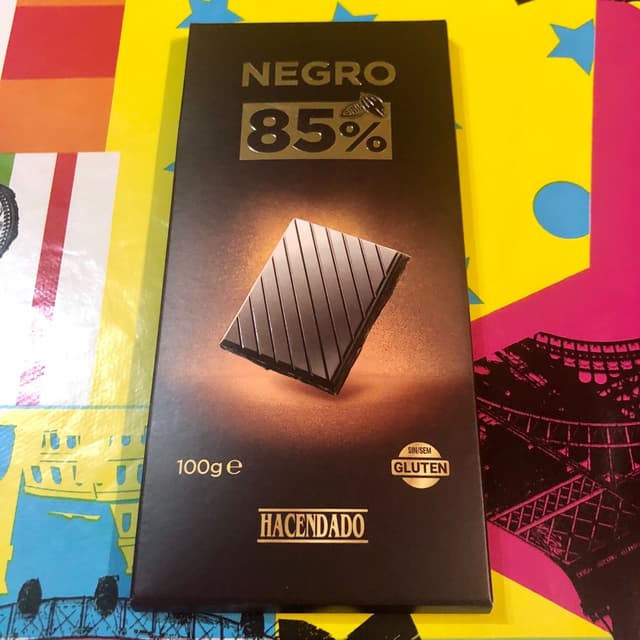 NEGRO
85%
100g ℮
SIN/SEM
GLUTEN
HACENDADO